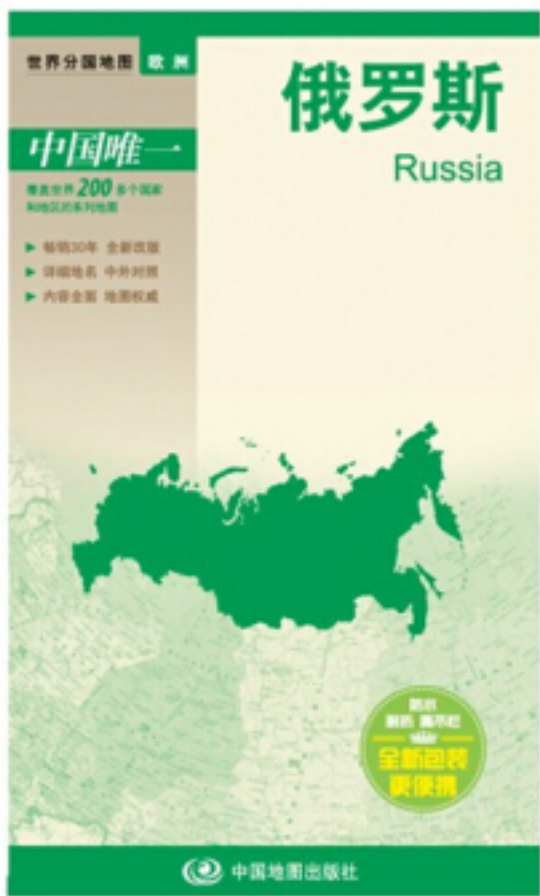 世界分国地图 欧洲
俄罗斯
Russia
中国唯一
覆盖世界200多个国家
和地区的系列地图
▶ 畅销30年 全新改版
▶ 详细地名 中外对照
▶ 内容全面 地图权威
防水
耐折 撕不烂
全新包装
更便携
中国地图出版社